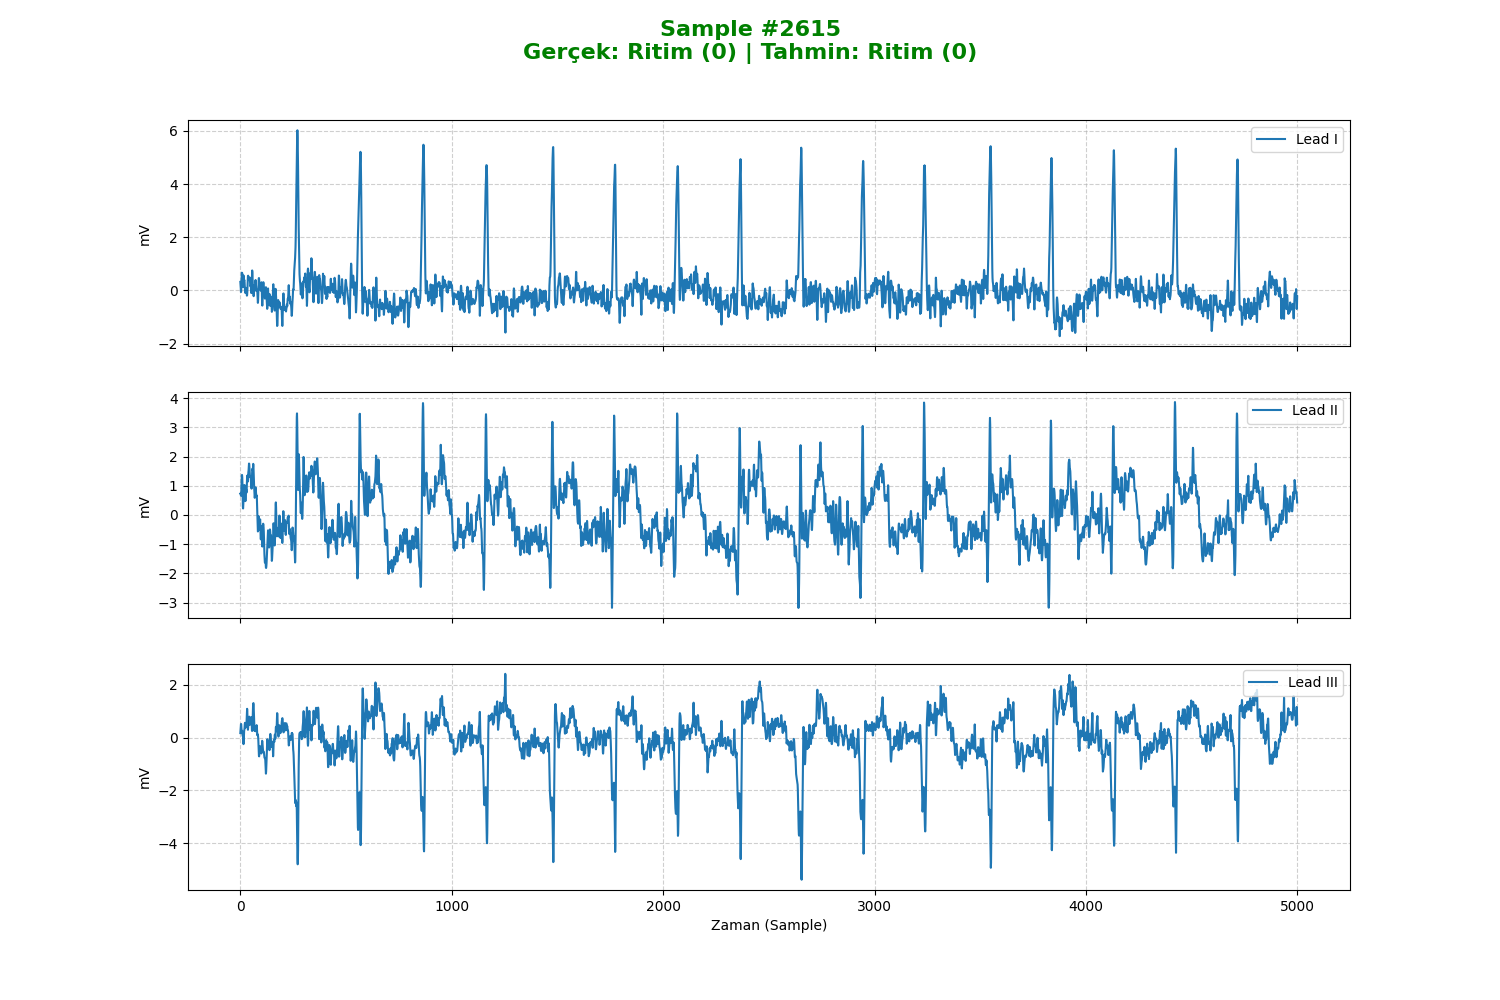 Sample #2615
Gerçek: Ritim (0) | Tahmin: Ritim (0)
Lead I
6
4
2
0
−2
mV
Lead II
4
3
2
1
0
−1
−2
−3
mV
Lead III
2
0
−2
−4
mV
0 1000 2000 3000 4000 5000
Zaman (Sample)